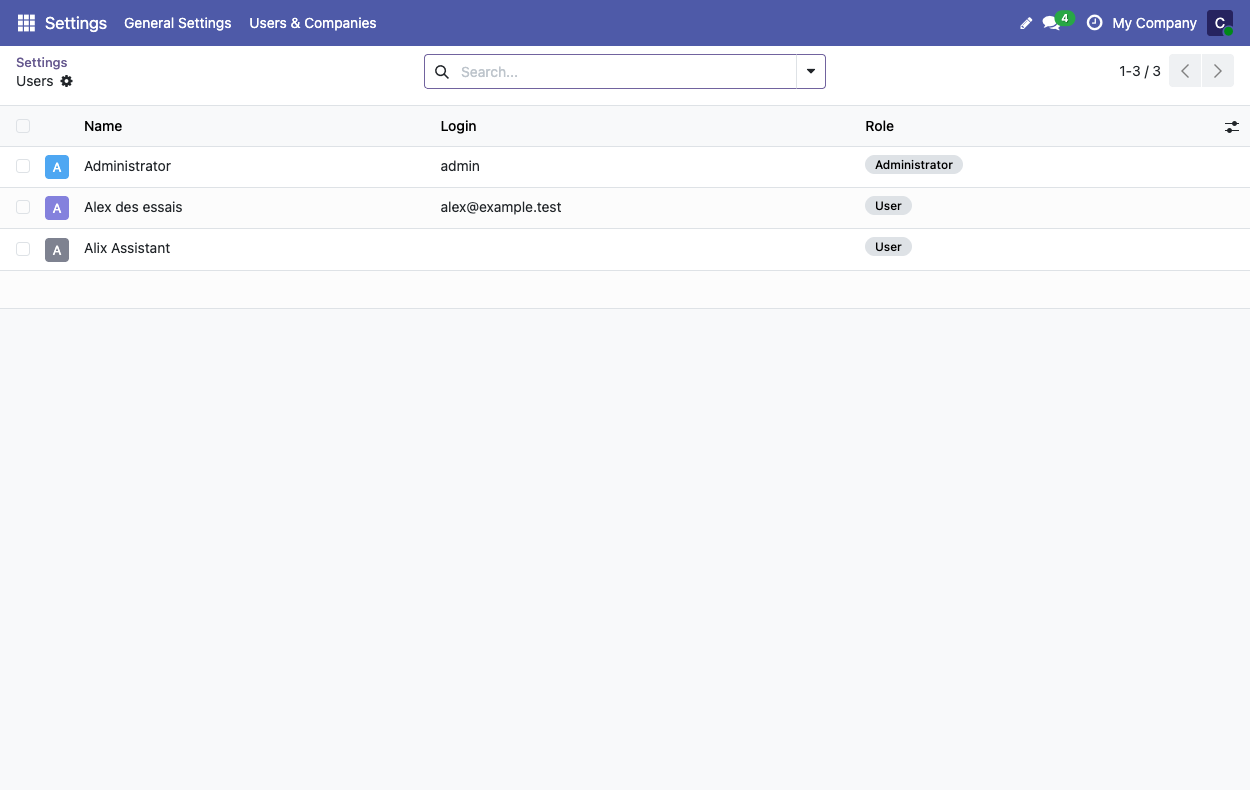 Settings General Settings Users & Companies 4 My Company C
Settings
Users
Search...
1-3 / 3
Name Login Role
A Administrator admin Administrator
A Alex des essais alex@example.test User
A Alix Assistant User